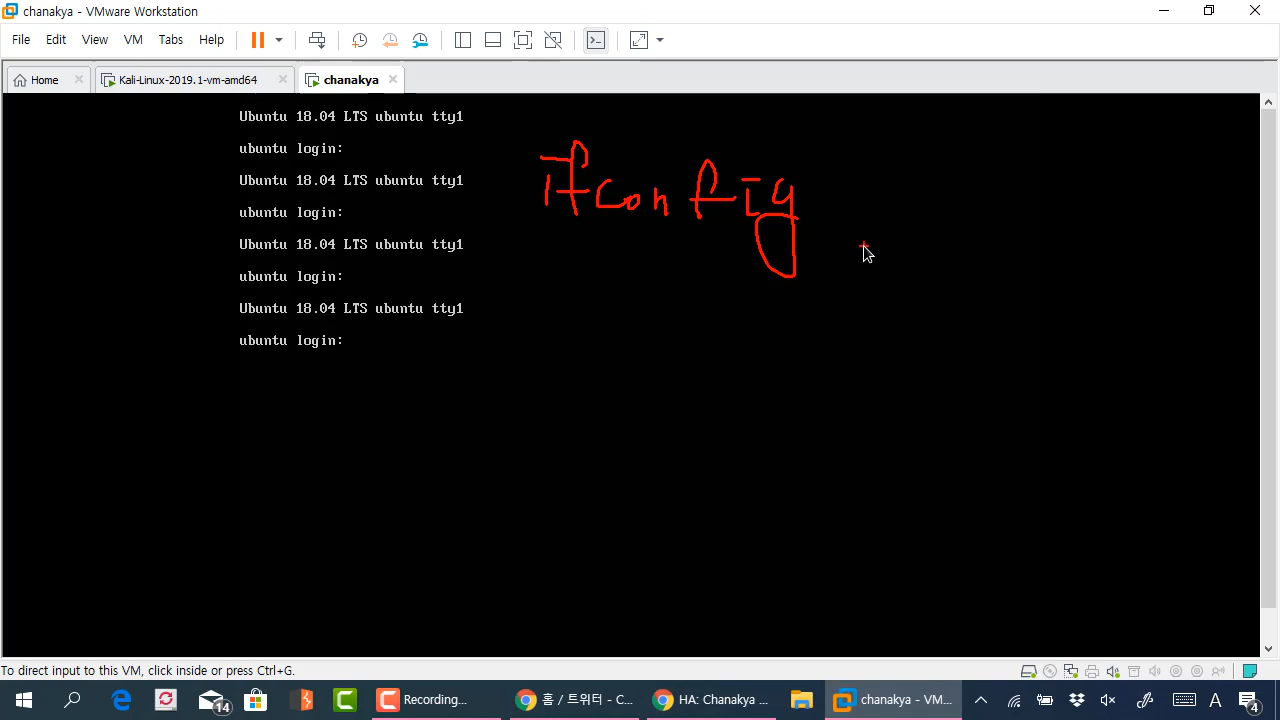 chanakya - VMware Workstation
File Edit View VM Tabs Help
Home Kali-Linux-2019.1-vm-amd64 chanakya
Ubuntu 18.04 LTS ubuntu tty1
ubuntu login:
Ubuntu 18.04 LTS ubuntu tty1
ubuntu login:
Ubuntu 18.04 LTS ubuntu tty1
ubuntu login:
Ubuntu 18.04 LTS ubuntu tty1
ubuntu login:
ifconfig
To direct input to this VM, click inside or press Ctrl+G.
14 Recording... 홈 / 트위터 - C... HA: Chanakya ... chanakya - VM... A 4